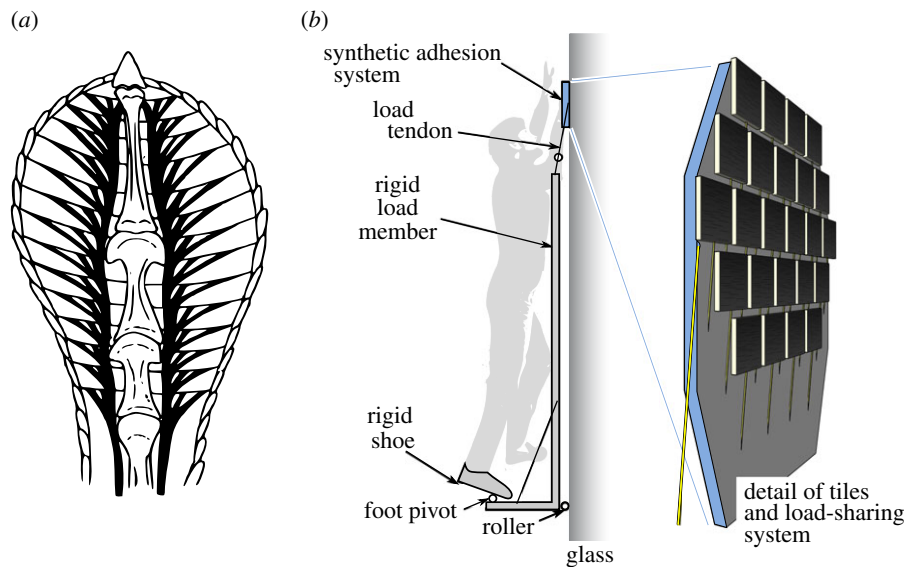 (a)
(b)
synthetic adhesion
system
load
tendon
rigid
load
member
rigid
shoe
foot pivot
roller
glass
detail of tiles
and load-sharing
system